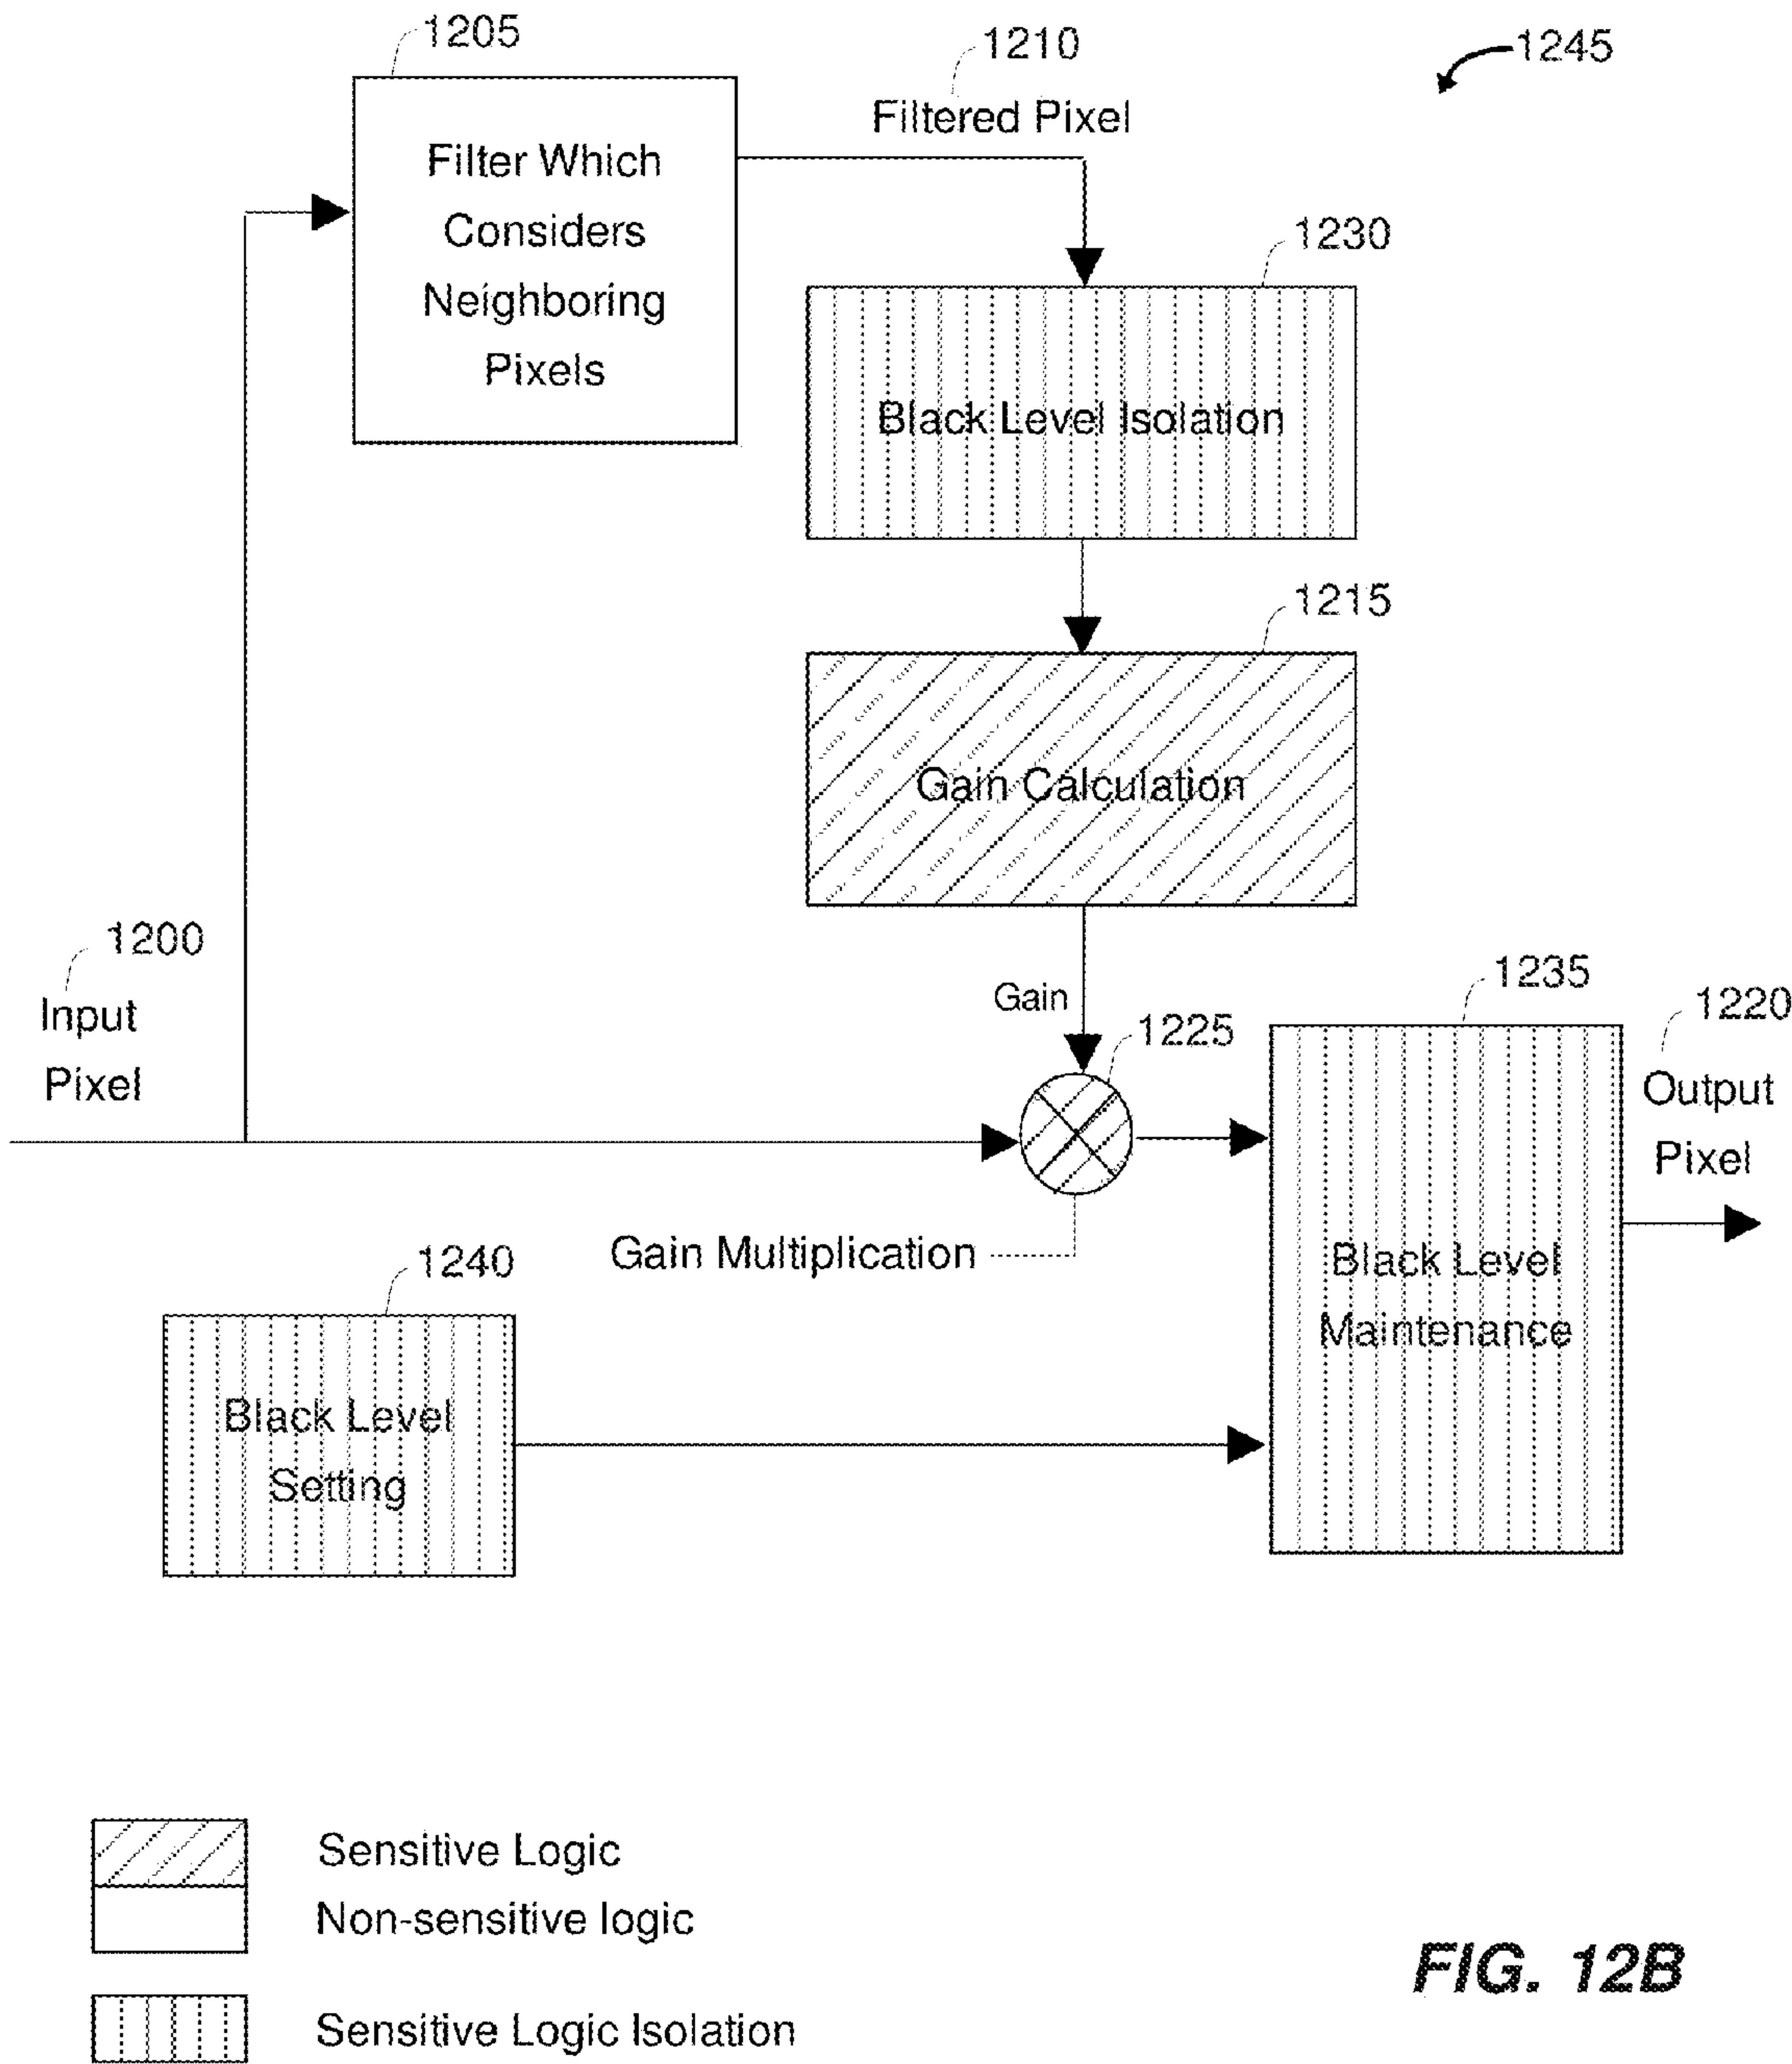 1205
1210
1245
Filtered Pixel
Filter Which
Considers
Neighboring
Pixels
1230
Black Level Isolation
1215
Gain Calculation
1200
Input
Pixel
Gain
1225
1235
1220
Output
Pixel
Gain Multiplication
1240
Black Level
Maintenance
Black Level
Setting
Sensitive Logic
Non-sensitive logic
Sensitive Logic Isolation
FIG. 12B